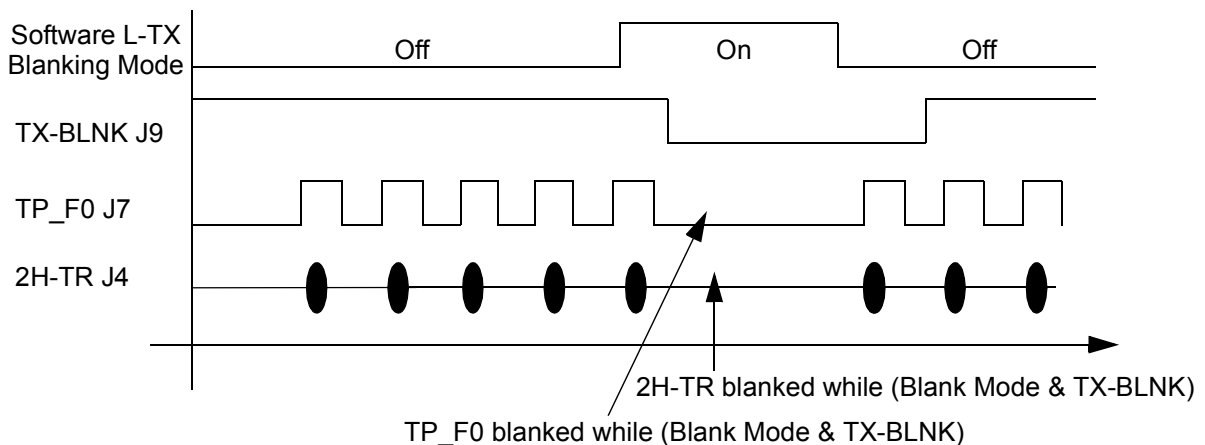 Software L-TX
Blanking Mode
Off
On
Off
TX-BLNK J9
TP_F0 J7
2H-TR J4
2H-TR blanked while (Blank Mode & TX-BLNK)
TP_F0 blanked while (Blank Mode & TX-BLNK)